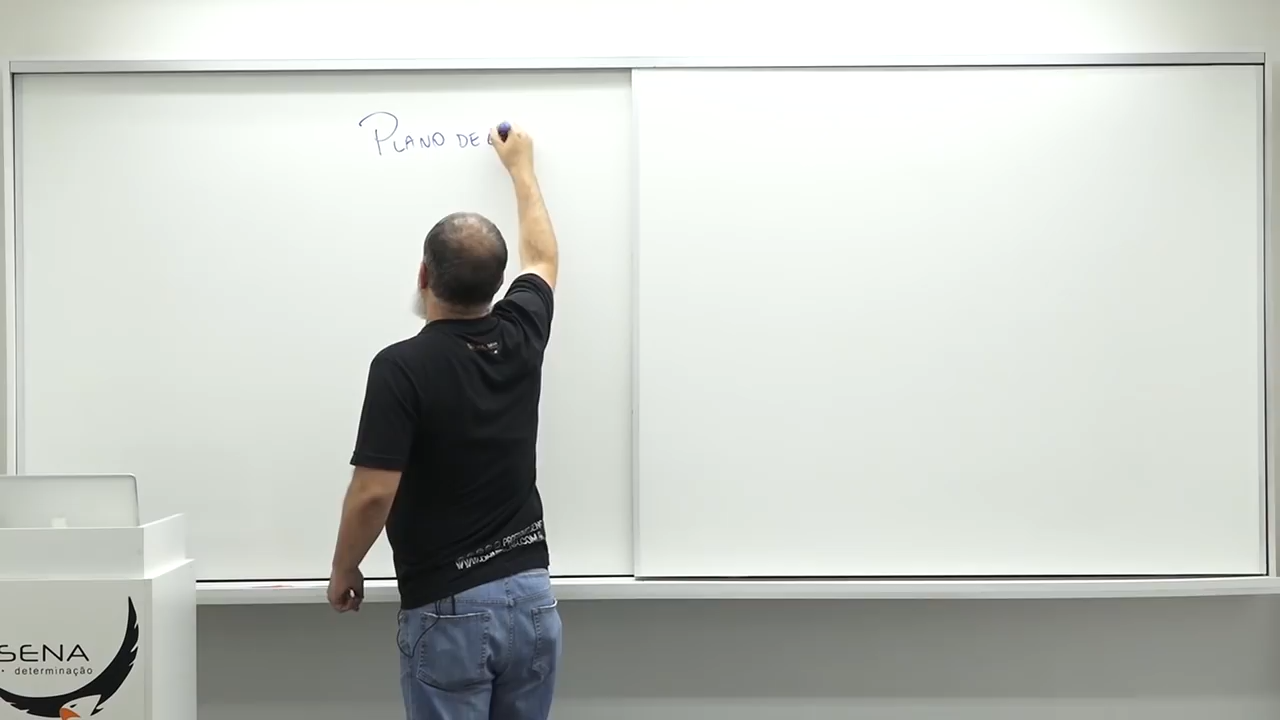 PLANO DE
SENA
• determinação